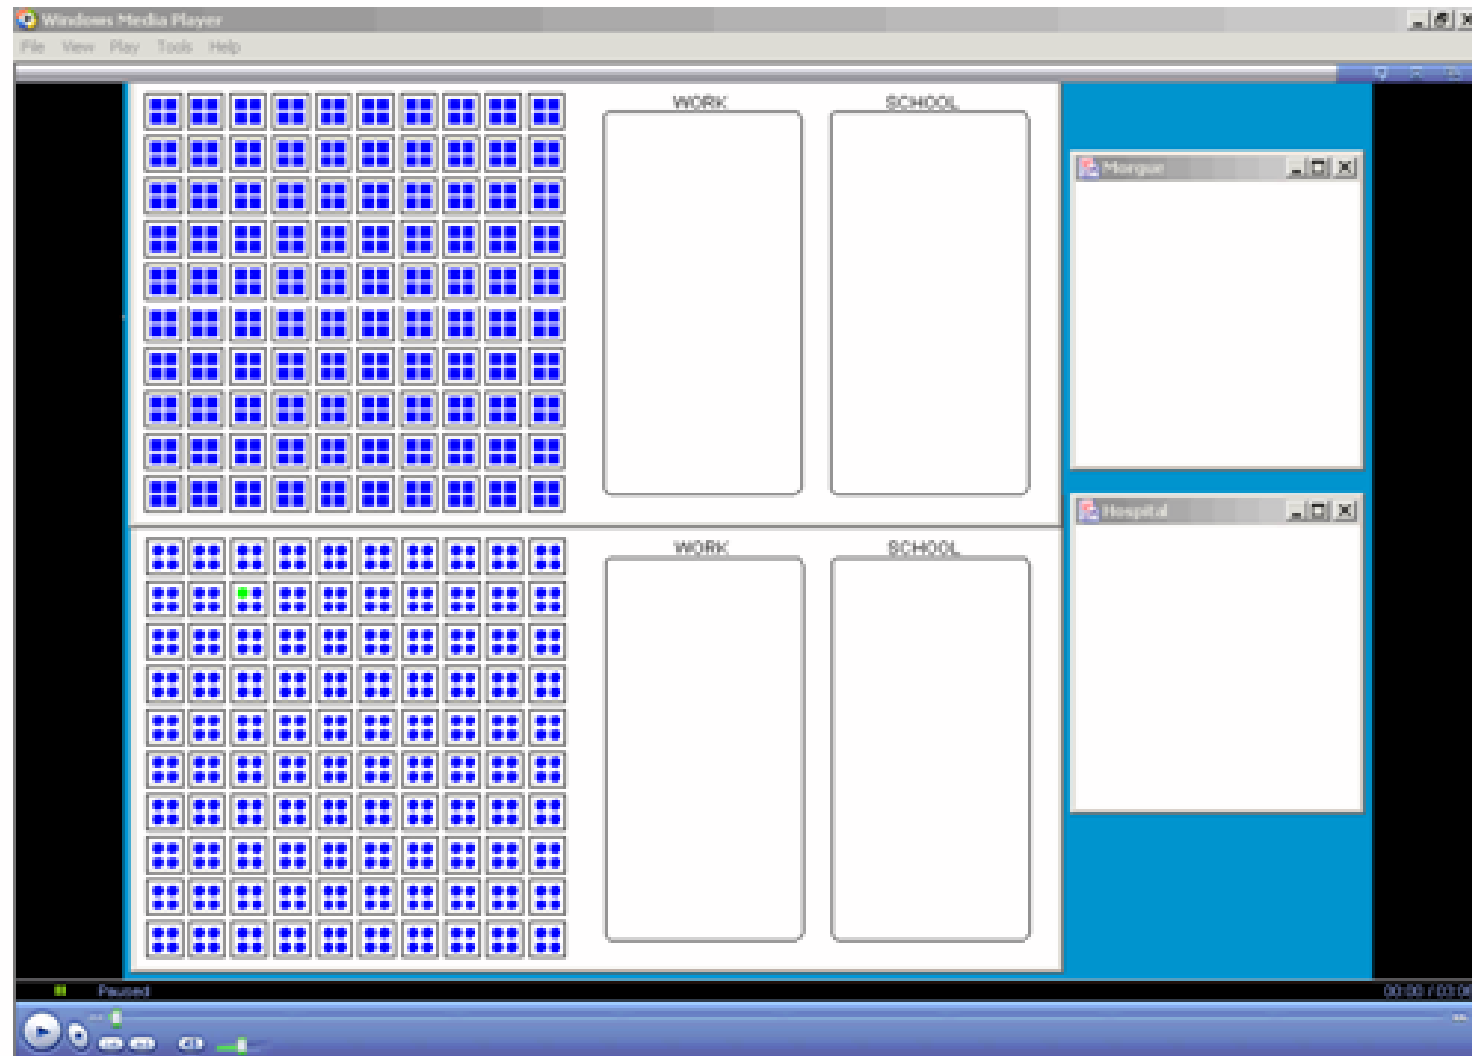 Windows Media Player
File View Play Tools Help
WORK SCHOOL
Morgue
WORK SCHOOL
Hospital
Paused